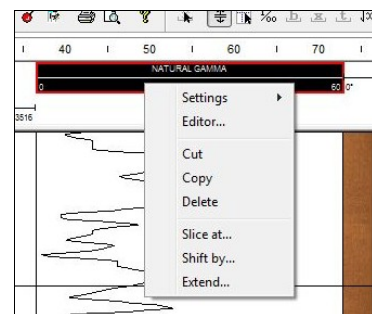 40 50 60 70
NATURAL GAMMA
0 60 0°
3516
Settings
Editor...
Cut
Copy
Delete
Slice at...
Shift by...
Extend...